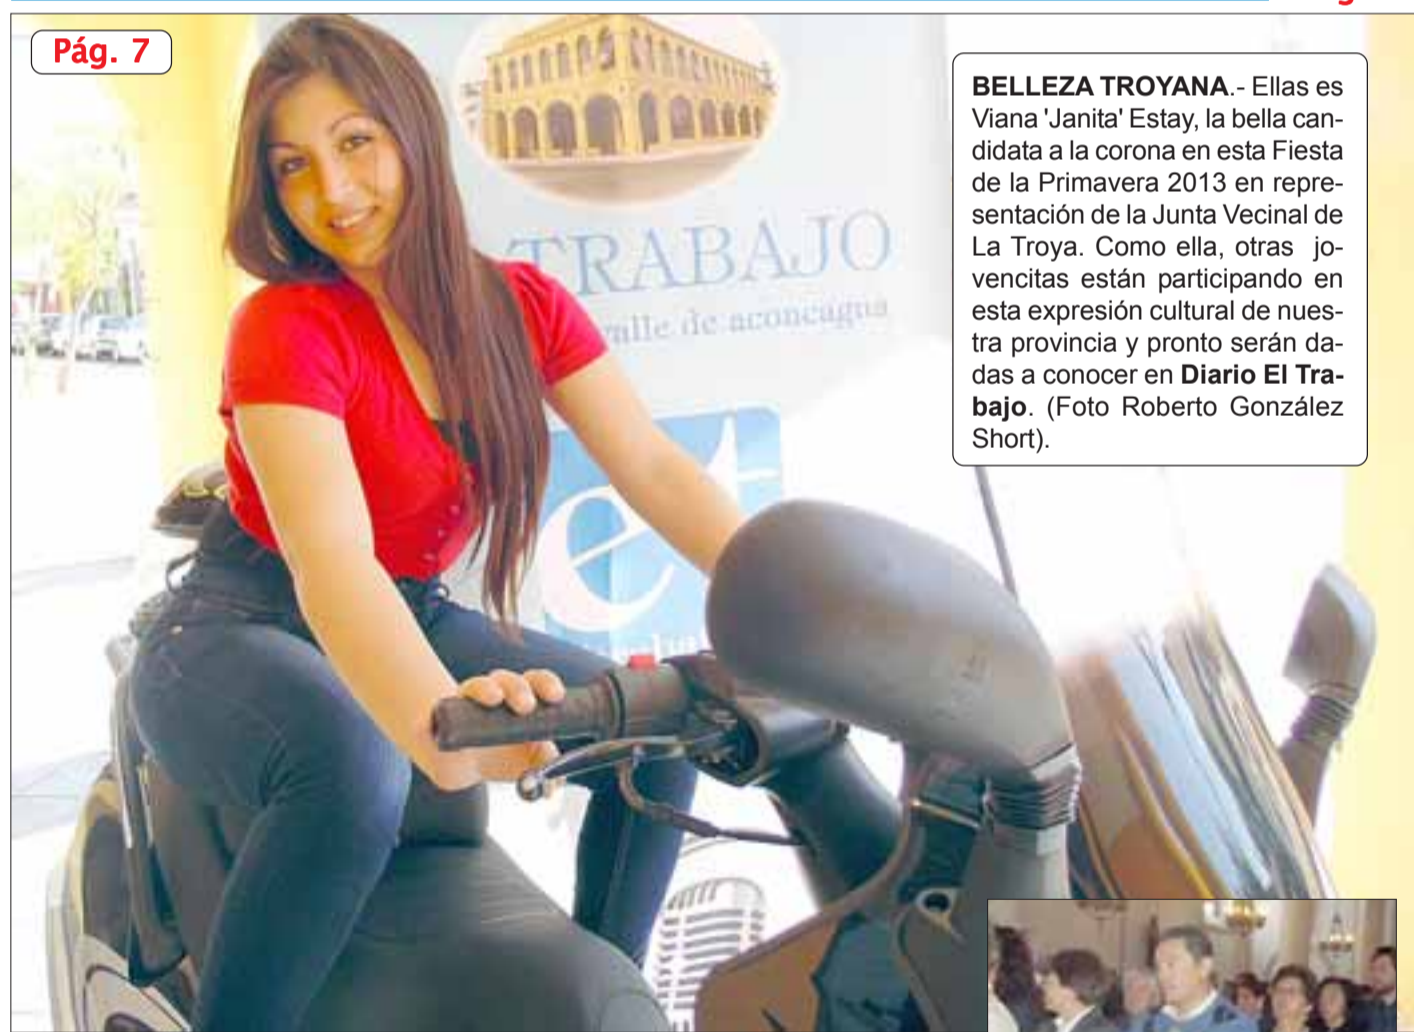 Pág. 7
BELLEZA TROYANA.- Ellas es
Viana 'Janita' Estay, la bella can-
didata a la corona en esta Fiesta
de la Primavera 2013 en repre-
sentación de la Junta Vecinal de
La Troya. Como ella, otras jo-
vencitas están participando en
esta expresión cultural de nues-
tra provincia y pronto serán da-
das a conocer en Diario El Tra-
bajo. (Foto Roberto González
Short).
TRABAJO
valle de aconcagua
et